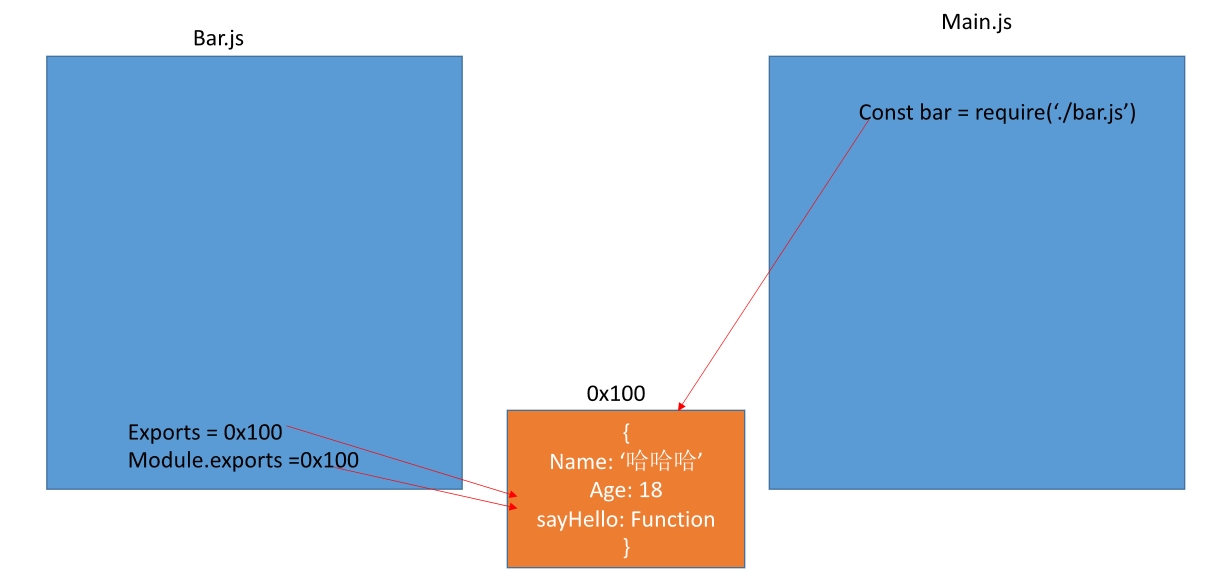 Bar.js
Main.js
Const bar = require(‘./bar.js’)
Exports = 0x100
Module.exports =0x100
0x100
{
Name: ‘哈哈哈’
Age: 18
sayHello: Function
}